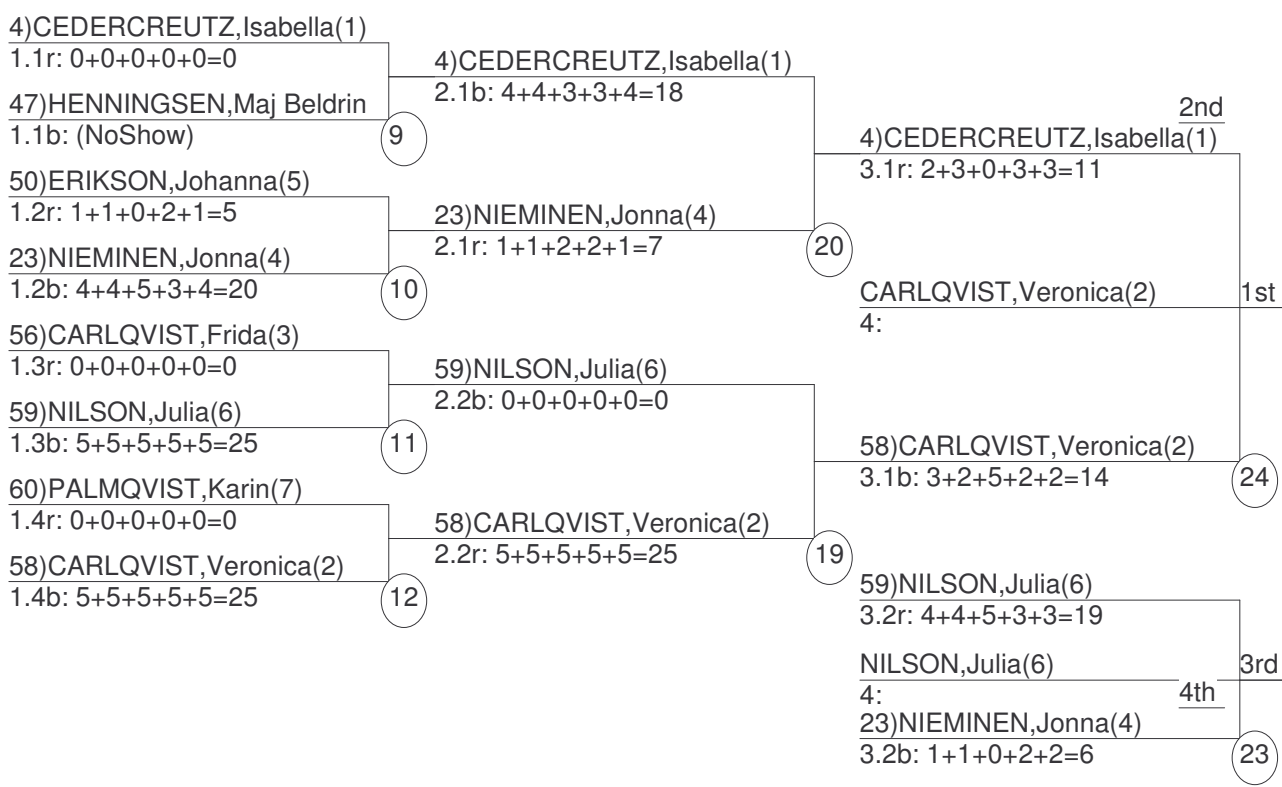 4)CEDERCREUTZ,Isabella(1)
1.1r: 0+0+0+0+0=0
47)HENNINGSEN,Maj Beldrin
1.1b: (NoShow)
9
50)ERIKSON,Johanna(5)
1.2r: 1+1+0+2+1=5
23)NIEMINEN,Jonna(4)
1.2b: 4+4+5+3+4=20
10
56)CARLQVIST,Frida(3)
1.3r: 0+0+0+0+0=0
59)NILSON,Julia(6)
1.3b: 5+5+5+5+5=25
11
60)PALMQVIST,Karin(7)
1.4r: 0+0+0+0+0=0
58)CARLQVIST,Veronica(2)
1.4b: 5+5+5+5+5=25
12
4)CEDERCREUTZ,Isabella(1)
2.1b: 4+4+3+3+4=18
23)NIEMINEN,Jonna(4)
2.1r: 1+1+2+2+1=7
20
59)NILSON,Julia(6)
2.2b: 0+0+0+0+0=0
58)CARLQVIST,Veronica(2)
2.2r: 5+5+5+5+5=25
19
2nd
4)CEDERCREUTZ,Isabella(1)
3.1r: 2+3+0+3+3=11
CARLQVIST,Veronica(2) 1st
4:
58)CARLQVIST,Veronica(2)
3.1b: 3+2+5+2+2=14
24
59)NILSON,Julia(6)
3.2r: 4+4+5+3+3=19
NILSON,Julia(6) 3rd
4: 4th
23)NIEMINEN,Jonna(4)
3.2b: 1+1+0+2+2=6
23